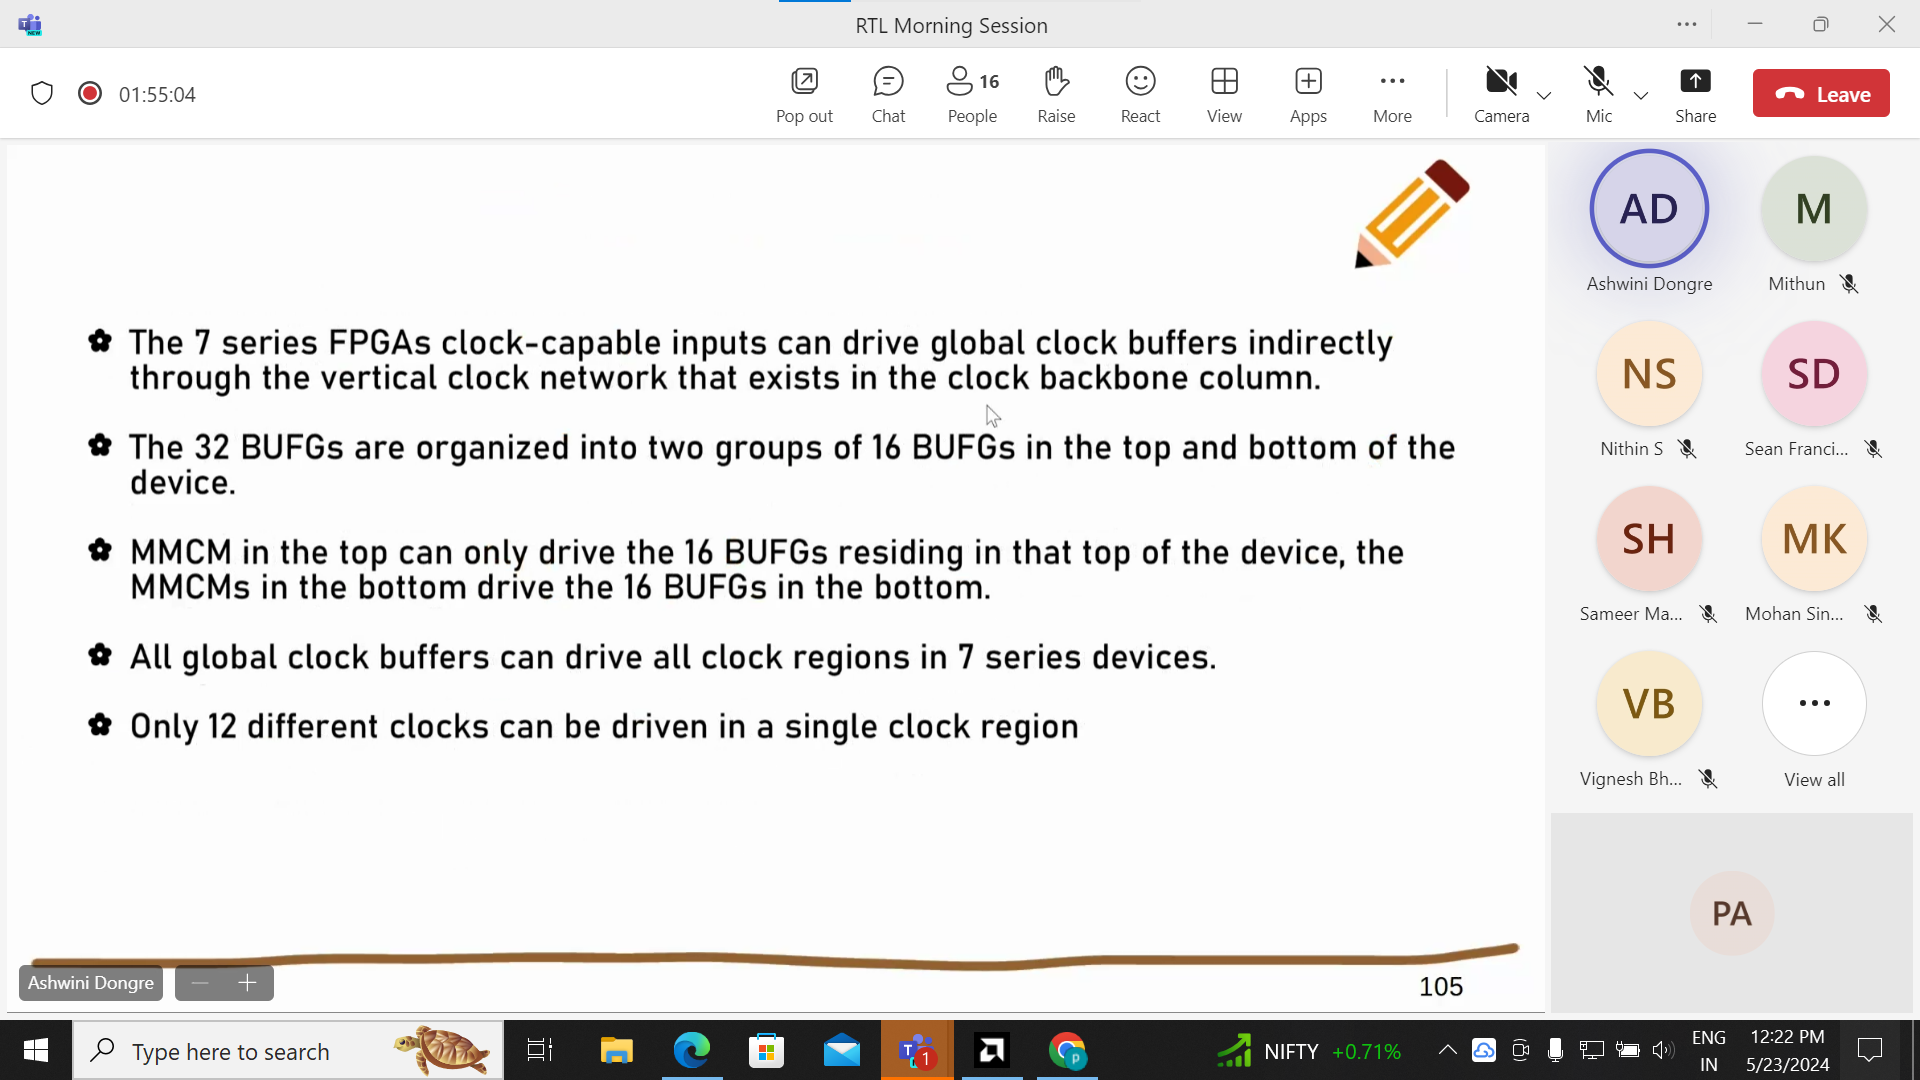 RTL Morning Session
01:55:04
Pop out
Chat
16
People
Raise
React
View
Apps
More
Camera
Mic
Share
Leave
The 7 series FPGAs clock-capable inputs can drive global clock buffers indirectly
through the vertical clock network that exists in the clock backbone column.
The 32 BUFGs are organized into two groups of 16 BUFGs in the top and bottom of the
device.
MMCM in the top can only drive the 16 BUFGs residing in that top of the device, the
MMCMs in the bottom drive the 16 BUFGs in the bottom.
All global clock buffers can drive all clock regions in 7 series devices.
Only 12 different clocks can be driven in a single clock region
105
Ashwini Dongre
AD
Ashwini Dongre
M
Mithun
NS
Nithin S
SD
Sean Franci...
SH
Sameer Ma...
MK
Mohan Sin...
VB
Vignesh Bh...
View all
PA
Type here to search
1
p
NIFTY +0.71%
ENG
IN
12:22 PM
5/23/2024